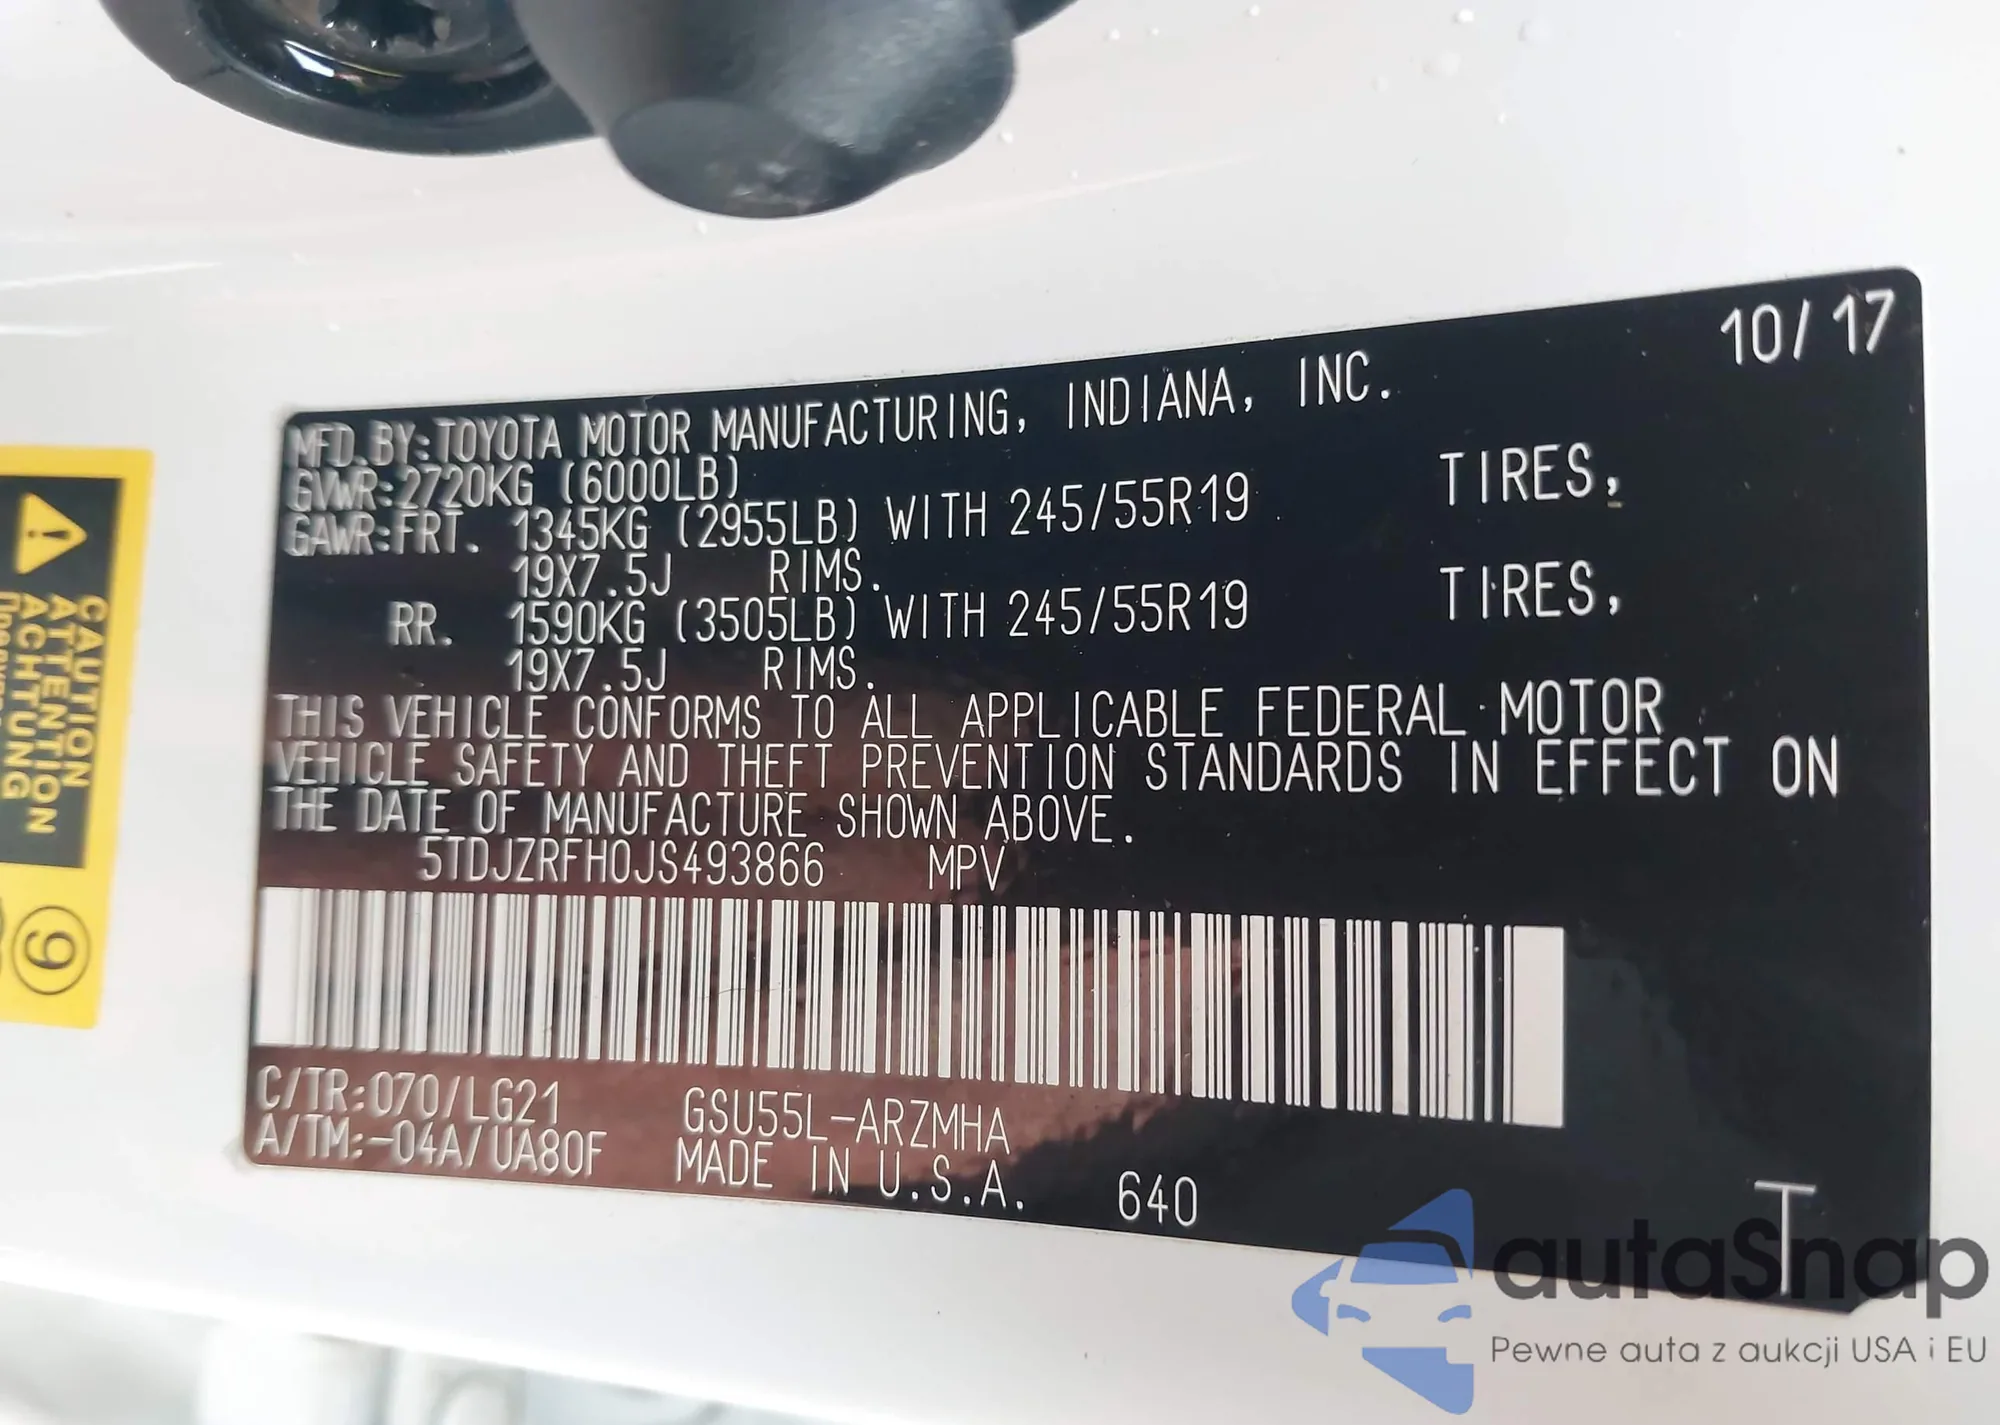 10/17
MFD.BY:TOYOTA MOTOR MANUFACTURING, INDIANA, INC.
GVWR:2720KG (6000LB)
GAWR:FRT. 1345KG (2955LB) WITH 245/55R19 TIRES,
19X7.5J RIMS.
RR. 1590KG (3505LB) WITH 245/55R19 TIRES,
19X7.5J RIMS.
THIS VEHICLE CONFORMS TO ALL APPLICABLE FEDERAL MOTOR
VEHICLE SAFETY AND THEFT PREVENTION STANDARDS IN EFFECT ON
THE DATE OF MANUFACTURE SHOWN ABOVE.
5TDJZRFH0JS493866 MPV
C/TR:070/LG21 GSU55L-ARZMHA
A/TM:-04A/UA80F MADE IN U.S.A. 640
T
CAUTION
ATTENTION
ACHTUNG
9
autoSnap
Pewne auta z aukcji USA i EU